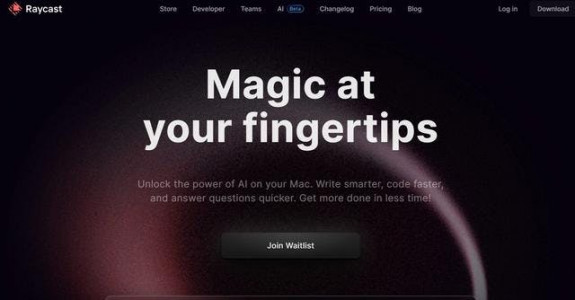 Raycast Store Developer Teams AI Beta Changelog Pricing Blog Log in Download
Magic at
your fingertips
Unlock the power of AI on your Mac. Write smarter, code faster,
and answer questions quicker. Get more done in less time!
Join Waitlist